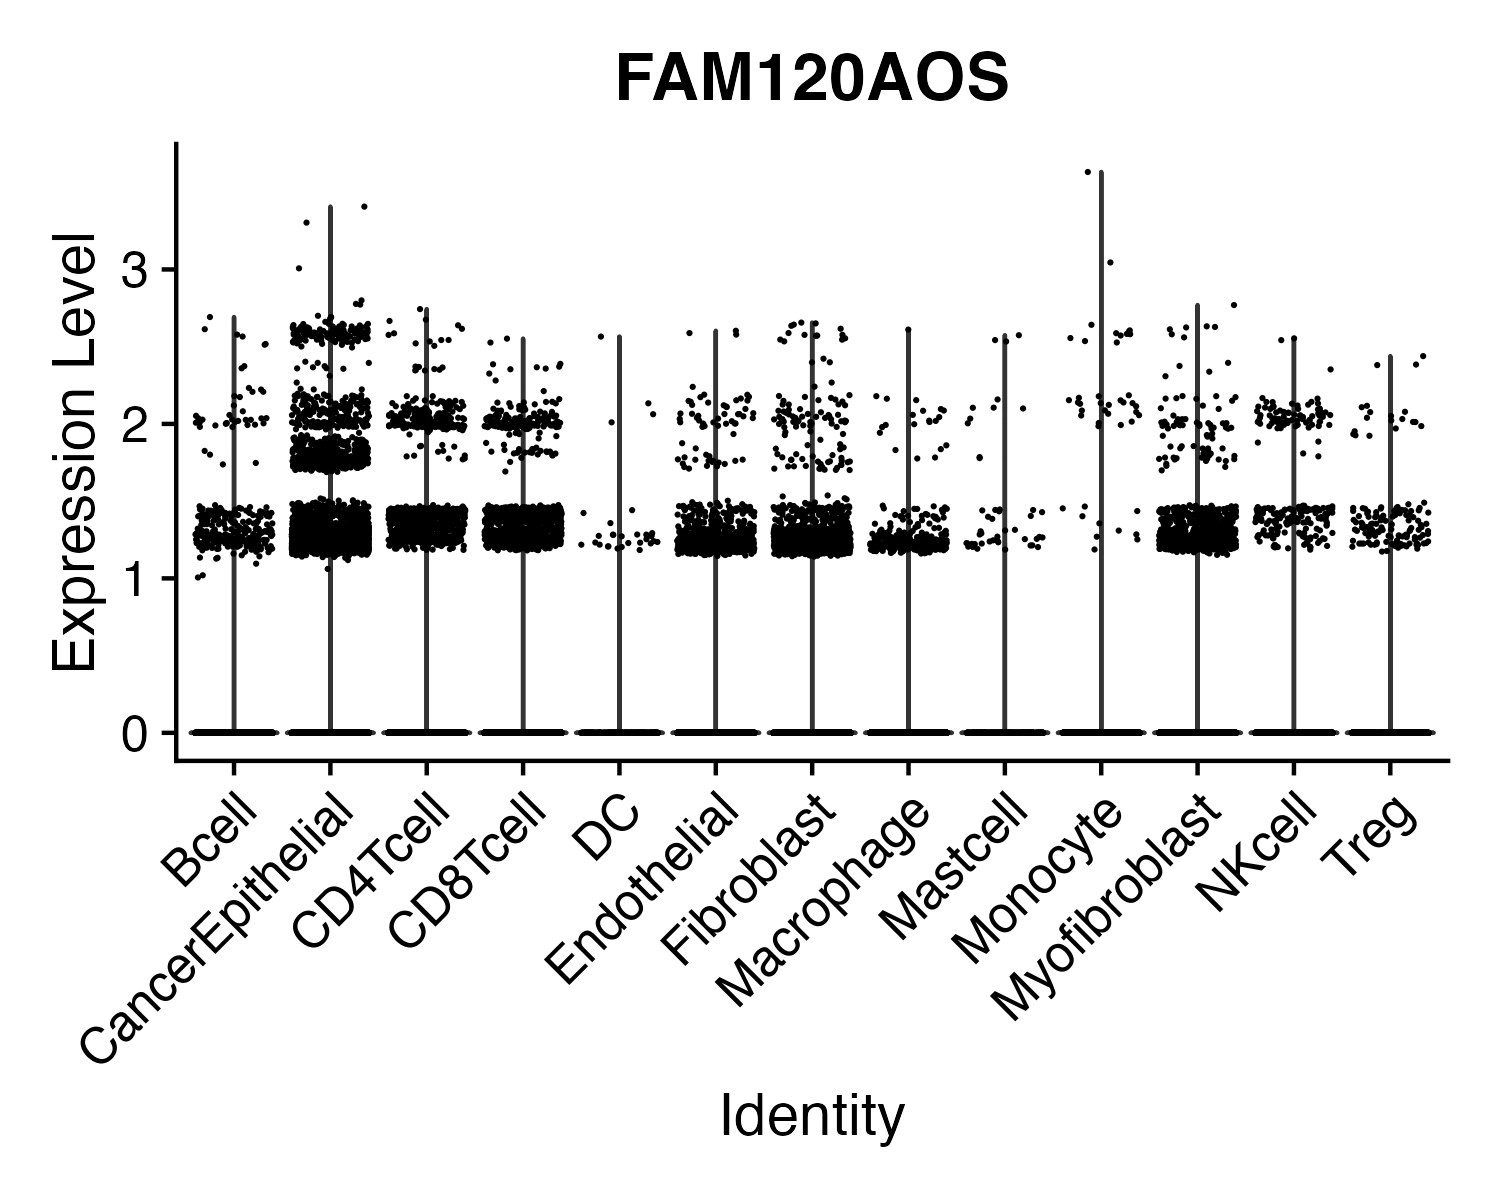 FAM120AOS
Expression Level
3
2
1
0
Bcell
CancerEpithelial
CD4Tcell
CD8Tcell
DC
Endothelial
Fibroblast
Macrophage
Mastcell
Monocyte
Myofibroblast
NKcell
Treg
Identity